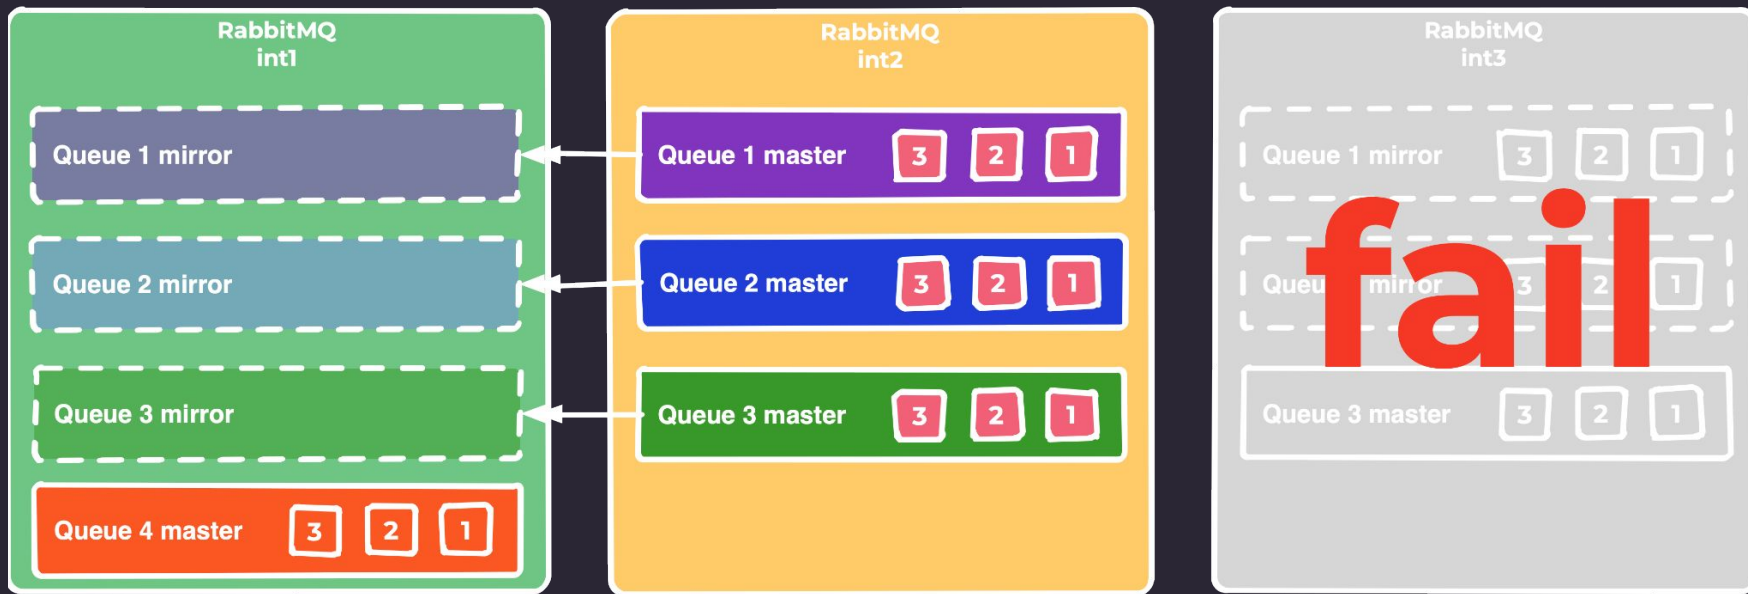 RabbitMQ
int1
Queue 1 mirror
Queue 2 mirror
Queue 3 mirror
Queue 4 master 3 2 1
RabbitMQ
int2
Queue 1 master 3 2 1
Queue 2 master 3 2 1
Queue 3 master 3 2 1
RabbitMQ
int3
Queue 1 mirror 3 2 1
fail
mirror 3 2 1
Queue 3 master 3 2 1